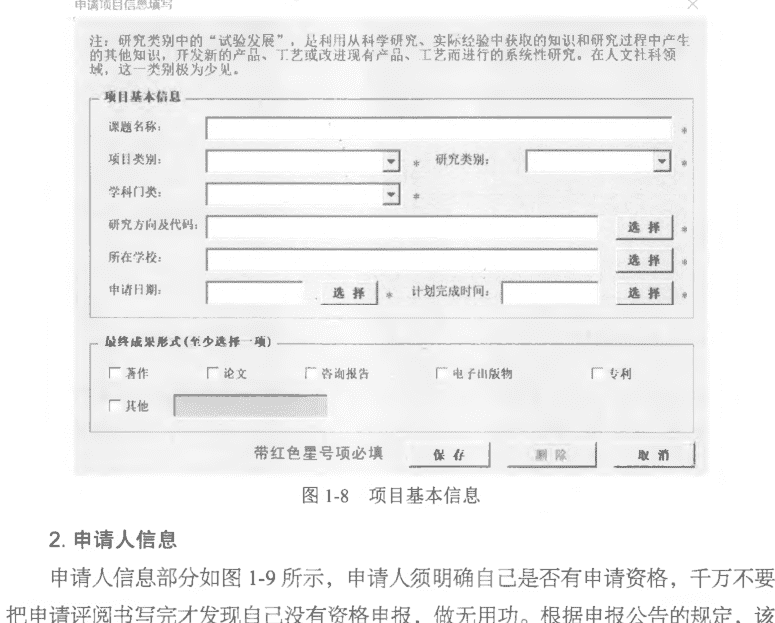 申请项目信息填写
注：研究类别中的“试验发展”，是利用从科学研究、实际经验中获取的知识和研究过程中产生
的其他知识，开发新的产品、工艺或改进现有产品、工艺而进行的系统性研究。在人文社科领
域，这一类别极为少见。
项目基本信息
课题名称： *
项目类别： * 研究类别： *
学科门类： *
研究方向及代码： 选 择 *
所在学校： 选 择 *
申请日期： 选 择 * 计划完成时间： 选 择 *
最终成果形式(至少选择一项)
著作 论文 咨询报告 电子出版物 专利
其他
带红色星号项必填 保 存 删 除 取 消
图 1-8 项目基本信息
2. 申请人信息
申请人信息部分如图 1-9 所示，申请人须明确自己是否有申请资格，千万不要
把申请评阅书写完才发现自己没有资格申报，做无用功。根据申报公告的规定，该